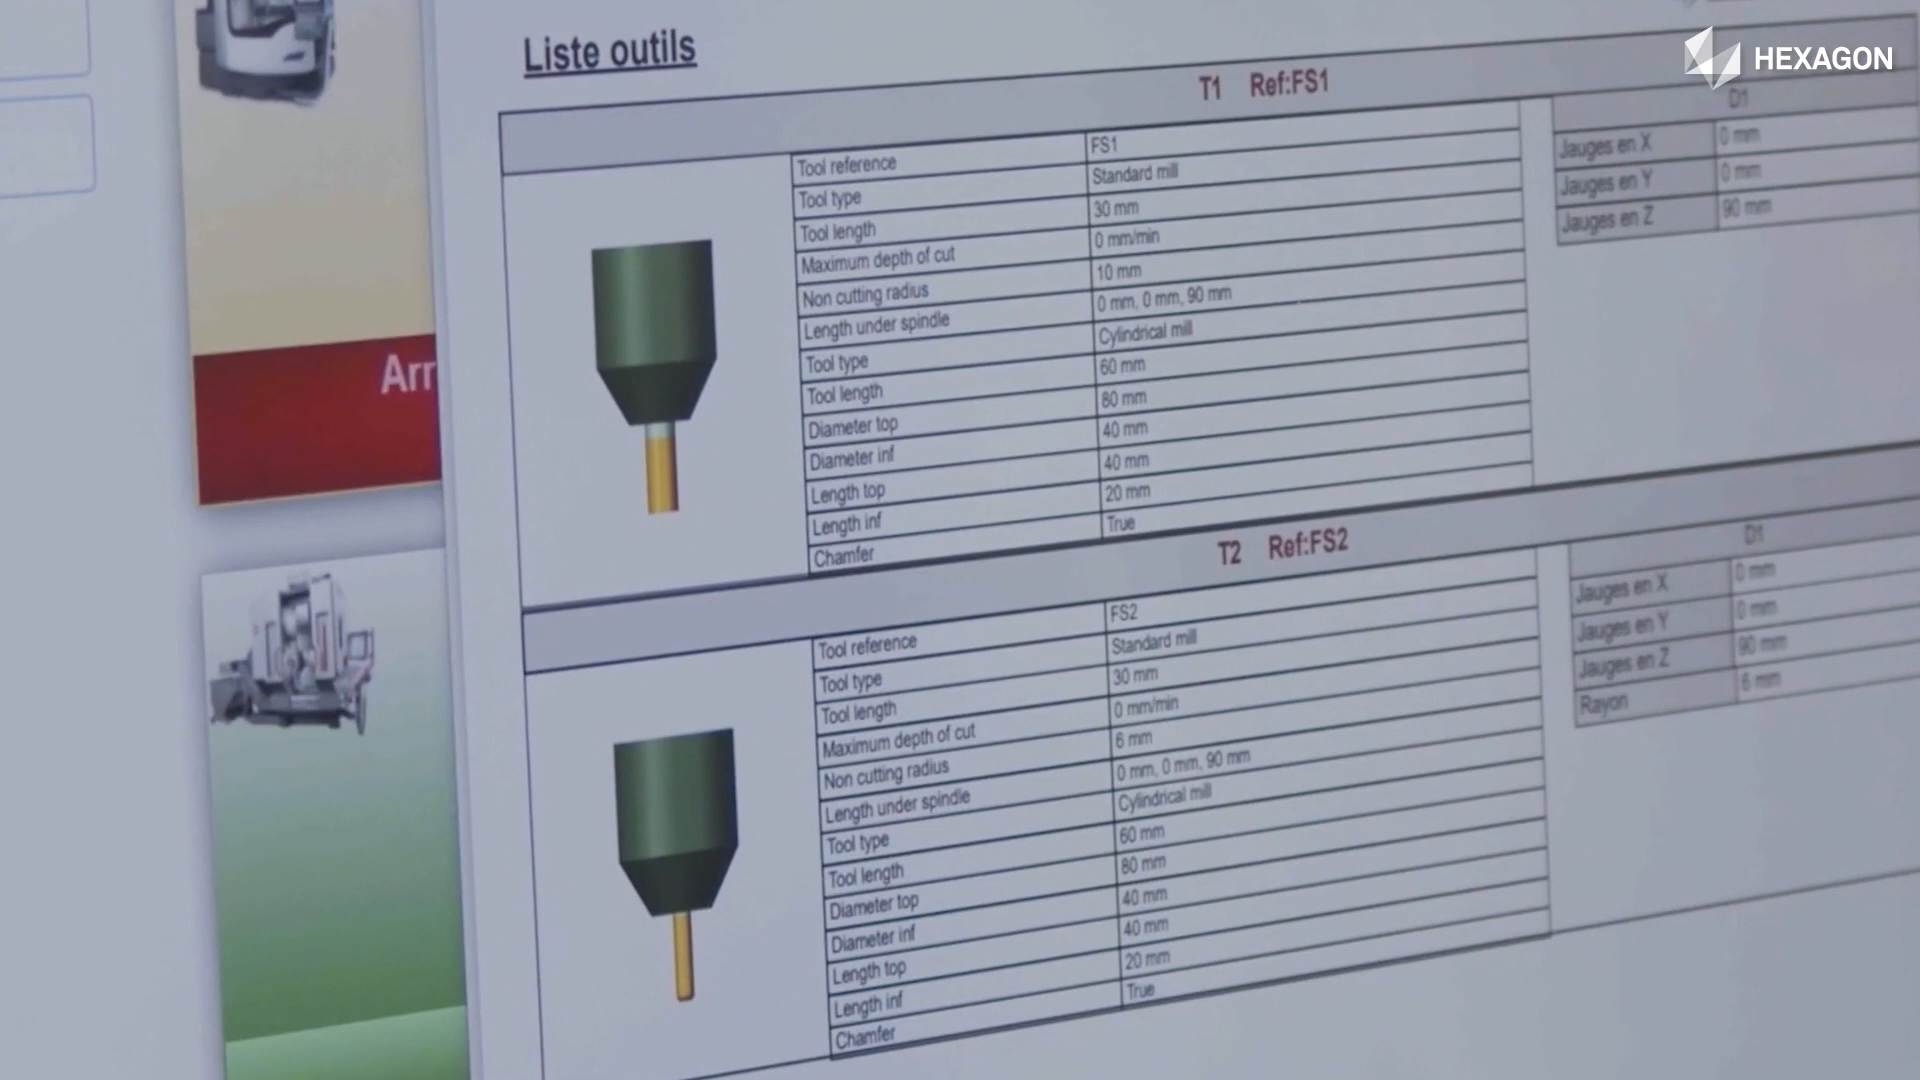 HEXAGON
Liste outils
T1 Ref:FS1
Tool reference FS1
Tool type Standard mill
Tool length 30 mm
Maximum depth of cut 0 mm/min
Non cutting radius 10 mm
Length under spindle 0 mm, 0 mm, 90 mm
Tool type Cylindrical mill
Tool length 60 mm
Diameter top 80 mm
Diameter inf 40 mm
Length top 40 mm
Length inf 20 mm
Chamfer True
D1
Jauges en X 0 mm
Jauges en Y 0 mm
Jauges en Z 90 mm
Arr
T2 Ref:FS2
Tool reference FS2
Tool type Standard mill
Tool length 30 mm
Maximum depth of cut 0 mm/min
Non cutting radius 6 mm
Length under spindle 0 mm, 0 mm, 90 mm
Tool type Cylindrical mill
Tool length 60 mm
Diameter top 80 mm
Diameter inf 40 mm
Length top 40 mm
Length inf 20 mm
Chamfer True
D1
Jauges en X 0 mm
Jauges en Y 0 mm
Jauges en Z 90 mm
Rayon 6 mm